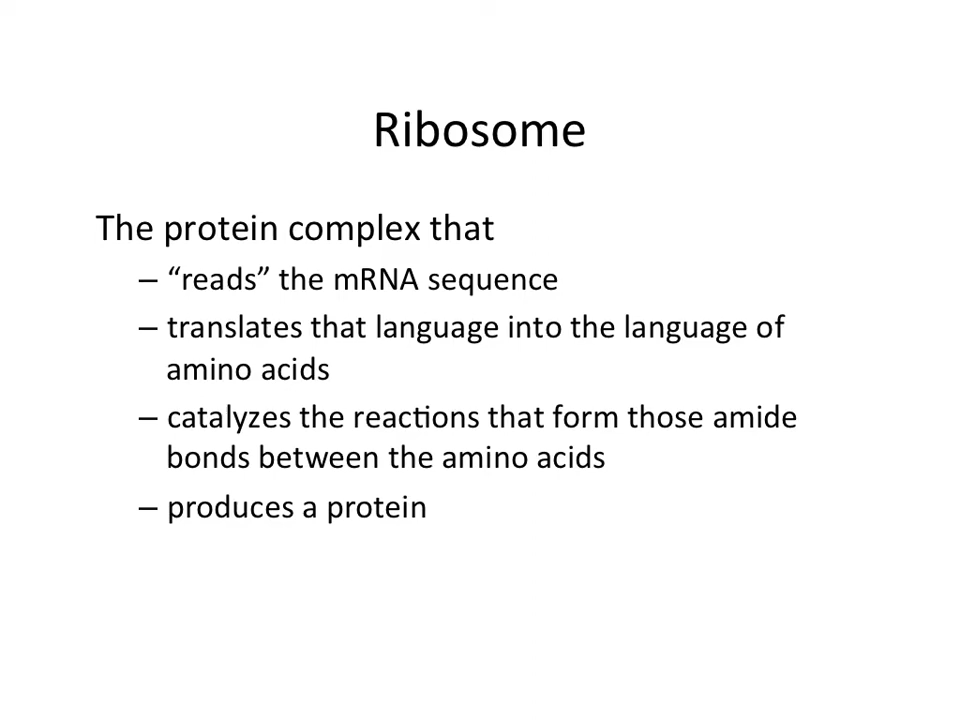 Ribosome
The protein complex that
– “reads” the mRNA sequence
– translates that language into the language of
amino acids
– catalyzes the reactions that form those amide
bonds between the amino acids
– produces a protein